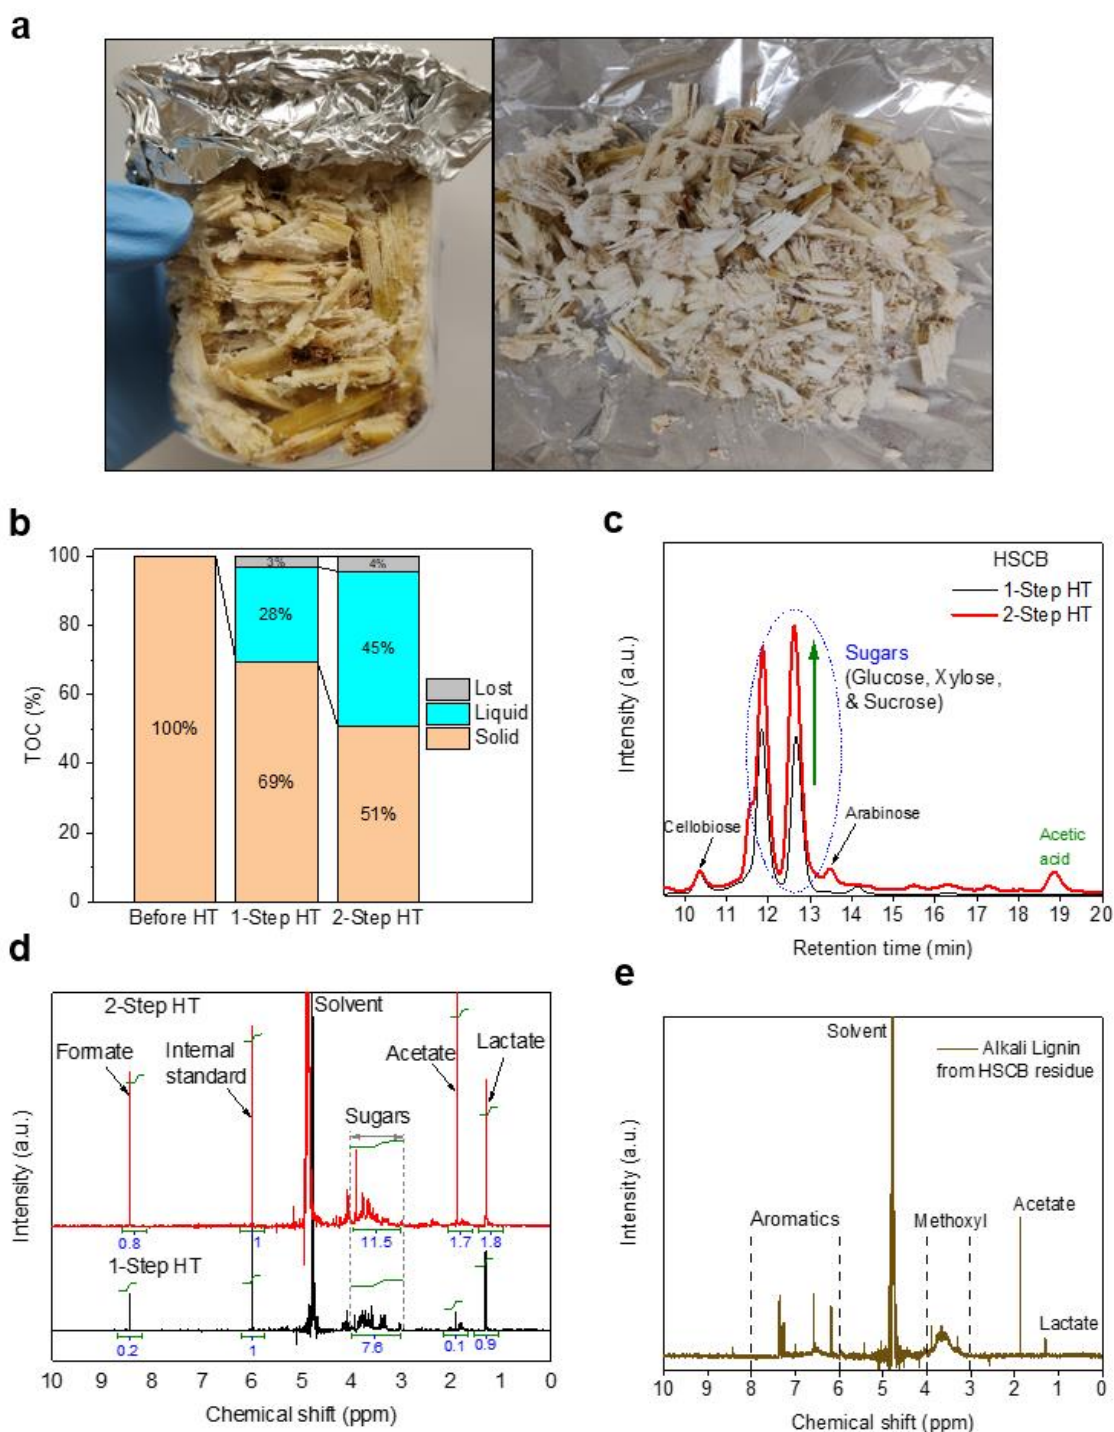 a
b
100
80
60
40
20
0
TOC (%)
100%
3%
28%
69%
4%
45%
51%
Lost
Liquid
Solid
Before HT
1-Step HT
2-Step HT
c
HSCB
1-Step HT
2-Step HT
Sugars
(Glucose, Xylose,
& Sucrose)
Cellobiose
Arabinose
Acetic
acid
Intensity (a.u.)
10 11 12 13 14 15 16 17 18 19 20
Retention time (min)
d
2-Step HT
Solvent
Formate
Internal
standard
Acetate
Lactate
Sugars
Intensity (a.u.)
0.8
1
11.5
1.7
1.8
1-Step HT
0.2
1
7.6
0.1
0.9
10 9 8 7 6 5 4 3 2 1 0
Chemical shift (ppm)
e
Solvent
Alkali Lignin
from HSCB residue
Aromatics
Methoxyl
Acetate
Lactate
Intensity (a.u.)
10 9 8 7 6 5 4 3 2 1 0
Chemical shift (ppm)